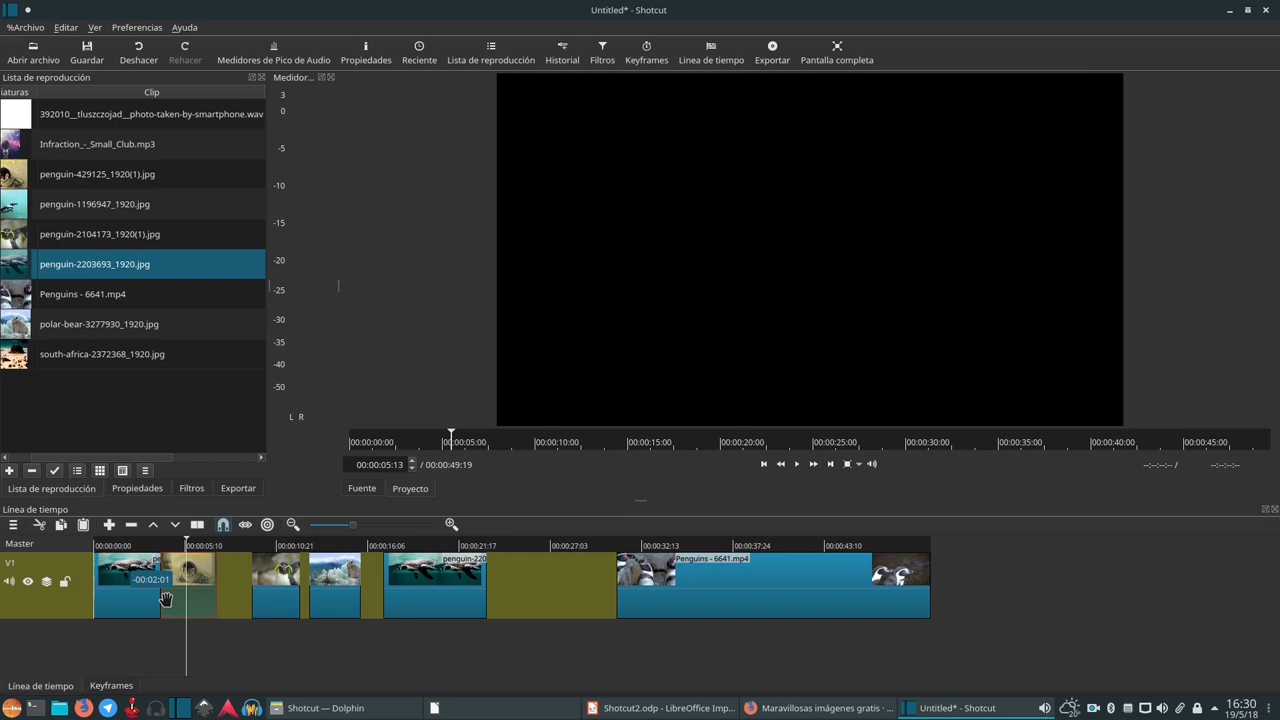 Untitled* - Shotcut
%Archivo Editar Ver Preferencias Ayuda
Abrir archivo Guardar Deshacer Rehacer Medidores de Pico de Audio Propiedades Reciente Lista de reproducción Historial Filtros Keyframes Linea de tiempo Exportar Pantalla completa
Lista de reproducción
Medidor...
iaturas Clip
392010__tluszczojad__photo-taken-by-smartphone.wav
Infraction_-_Small_Club.mp3
penguin-429125_1920(1).jpg
penguin-1196947_1920.jpg
penguin-2104173_1920(1).jpg
penguin-2203693_1920.jpg
Penguins - 6641.mp4
polar-bear-3277930_1920.jpg
south-africa-2372368_1920.jpg
3
0
-5
-10
-15
-20
-25
-30
-35
-40
-50
L R
00:00:00:00 00:00:05:00 00:00:10:00 00:00:15:00 00:00:20:00 00:00:25:00 00:00:30:00 00:00:35:00 00:00:40:00 00:00:45:00
00:00:05:13 / 00:00:49:19
--:--:--:-- / --:--:--:--
Lista de reproducción Propiedades Filtros Exportar
Fuente Proyecto
Línea de tiempo
Master
00:00:00:00 00:00:05:10 00:00:10:21 00:00:16:06 00:00:21:17 00:00:27:03 00:00:32:13 00:00:37:24 00:00:43:10
V1
pe
penguin-220
Penguins - 6641.mp4
-00:02:01
Línea de tiempo Keyframes
Shotcut — Dolphin
Shotcut2.odp - LibreOffice Imp...
Maravillosas imágenes gratis - ...
Untitled* - Shotcut
20°
16:30
19/5/18